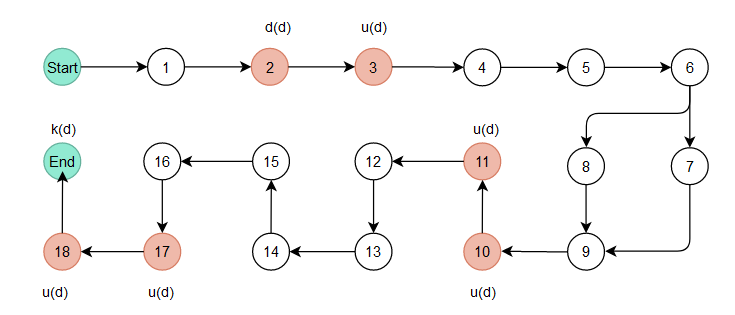 d(d) u(d)
Start 1 2 3 4 5 6
k(d) u(d)
End 16 15 12 11 8 7
18 17 14 13 10 9
u(d) u(d) u(d)